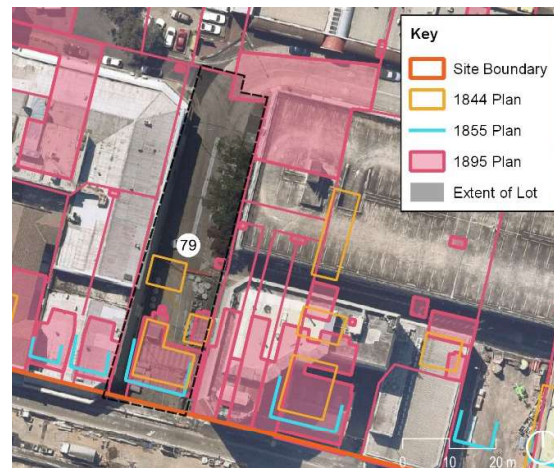 Key
Site Boundary
1844 Plan
1855 Plan
1895 Plan
Extent of Lot
79
0 10 20 m